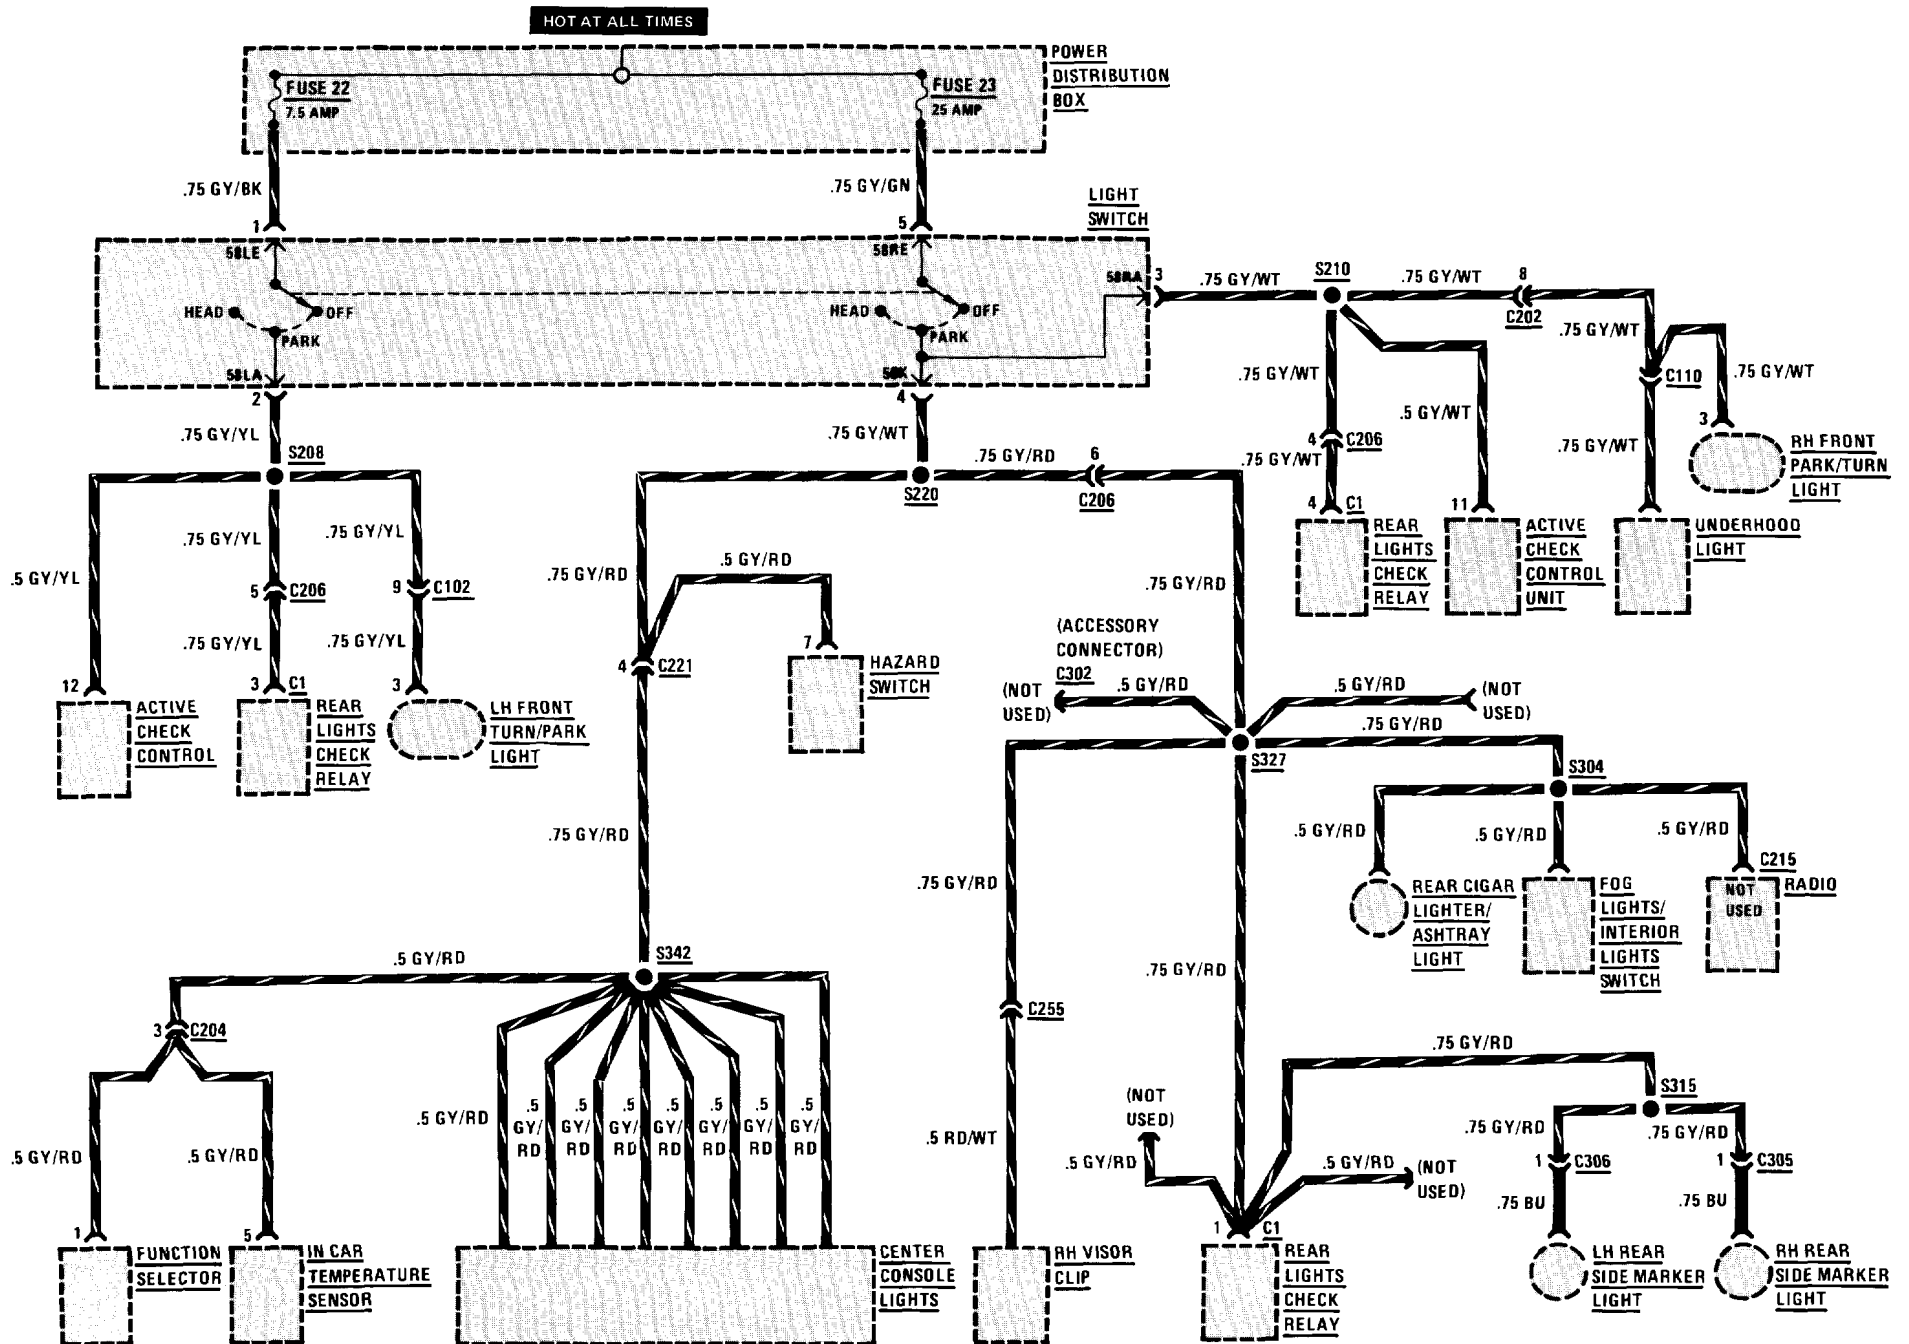 HOT AT ALL TIMES
POWER
DISTRIBUTION
BOX
FUSE 22
7.5 AMP
FUSE 23
25 AMP
.75 GY/BK
.75 GY/GN
1
5
LIGHT
SWITCH
58LE
58RE
58RA
3
HEAD
OFF
PARK
HEAD
OFF
PARK
58LA
58K
2
4
.75 GY/WT
S210
.75 GY/WT
8
C202
.75 GY/WT
C110
.75 GY/WT
.75 GY/WT
.5 GY/WT
4
C206
.75 GY/WT
.75 GY/WT
3
RH FRONT
PARK/TURN
LIGHT
4
C1
REAR
LIGHTS
CHECK
RELAY
11
ACTIVE
CHECK
CONTROL
UNIT
UNDERHOOD
LIGHT
.75 GY/YL
S208
.75 GY/WT
S220
.75 GY/RD
6
C206
.5 GY/YL
.75 GY/YL
.75 GY/YL
5
C206
9
C102
.75 GY/YL
.75 GY/YL
12
ACTIVE
CHECK
CONTROL
3
C1
REAR
LIGHTS
CHECK
RELAY
3
LH FRONT
TURN/PARK
LIGHT
.75 GY/RD
.5 GY/RD
4
C221
7
HAZARD
SWITCH
.75 GY/RD
(ACCESSORY
CONNECTOR)
C302
(NOT
USED)
.5 GY/RD
.5 GY/RD
(NOT
USED)
.75 GY/RD
S327
S304
.5 GY/RD
.5 GY/RD
.5 GY/RD
C215
REAR CIGAR
LIGHTER/
ASHTRAY
LIGHT
FOG
LIGHTS/
INTERIOR
LIGHTS
SWITCH
NOT
USED
RADIO
.75 GY/RD
.75 GY/RD
.75 GY/RD
.5 GY/RD
S342
3
C204
C255
.5 GY/RD
.5 GY/RD
.5 GY/RD
.5
GY/
RD
.5
GY/
RD
.5
GY/
RD
.5
GY/
RD
.5
GY/
RD
.5
GY/
RD
.5
GY/
RD
.5 RD/WT
(NOT
USED)
.5 GY/RD
.5 GY/RD
(NOT
USED)
.75 GY/RD
S315
.75 GY/RD
.75 GY/RD
1
C306
1
C305
.75 BU
.75 BU
1
FUNCTION
SELECTOR
5
IN CAR
TEMPERATURE
SENSOR
CENTER
CONSOLE
LIGHTS
RH VISOR
CLIP
1
C1
REAR
LIGHTS
CHECK
RELAY
LH REAR
SIDE MARKER
LIGHT
RH REAR
SIDE MARKER
LIGHT